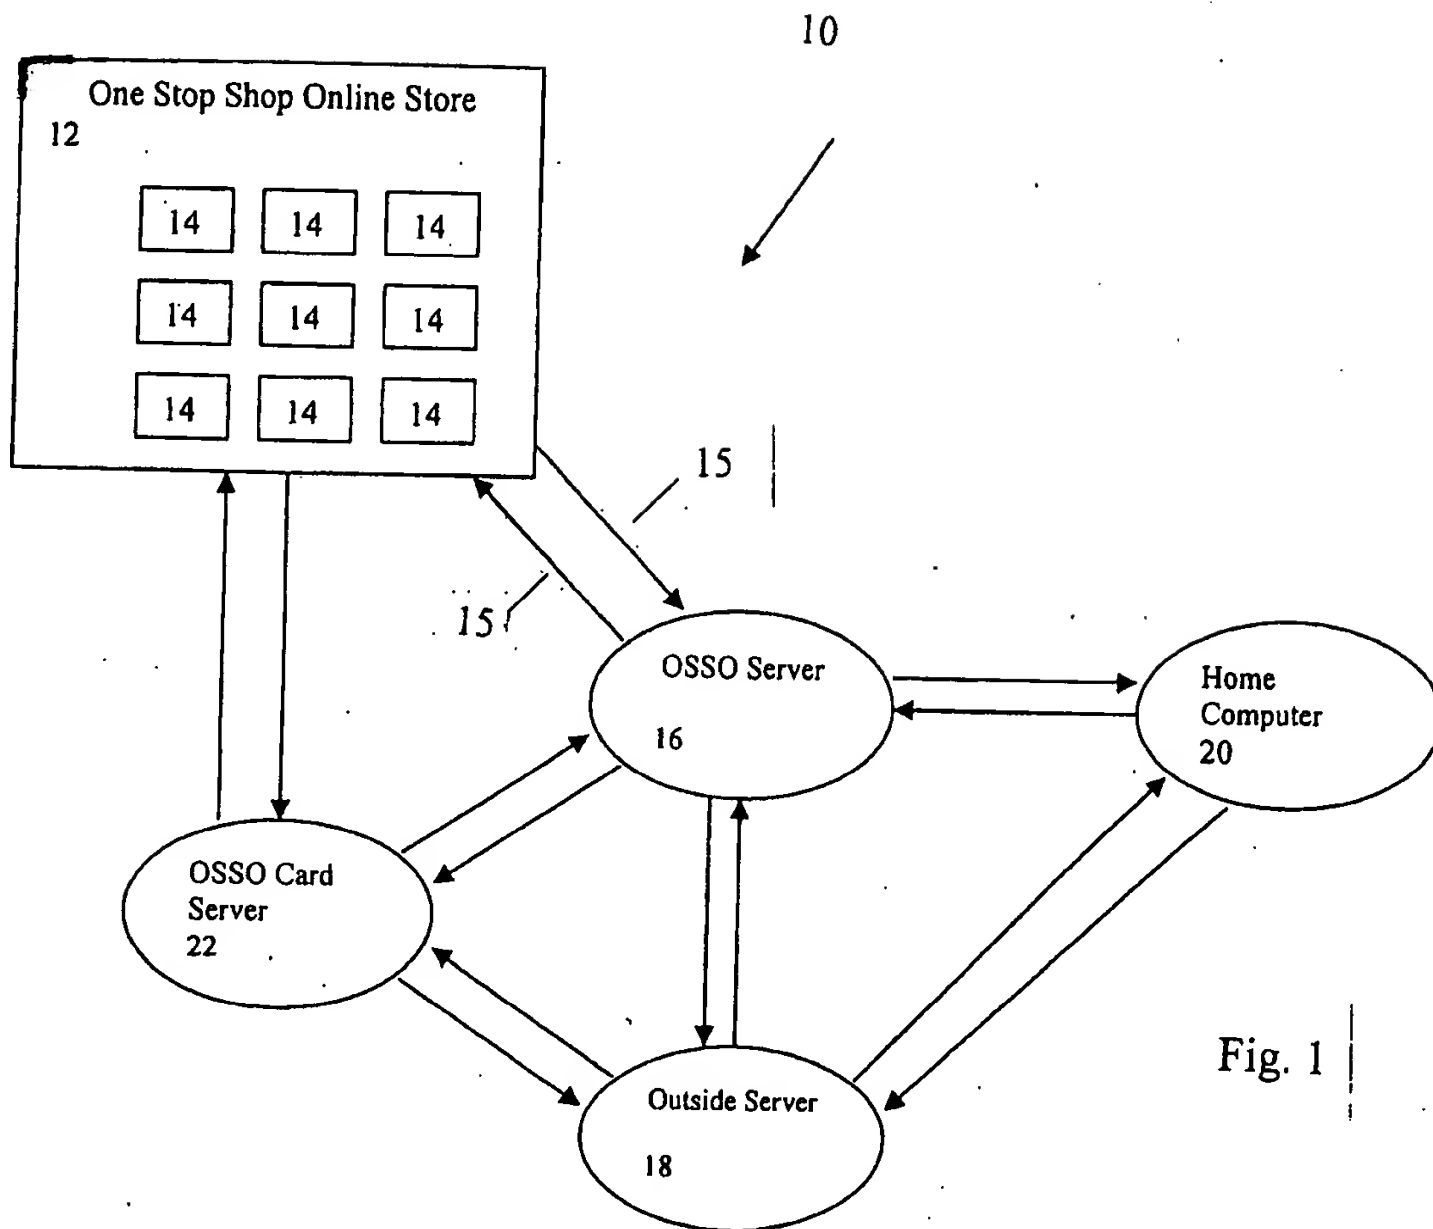 10
One Stop Shop Online Store
12
14 14 14
14 14 14
14 14 14
15
15
OSSO Server
16
Home
Computer
20
OSSO Card
Server
22
Outside Server
18
Fig. 1